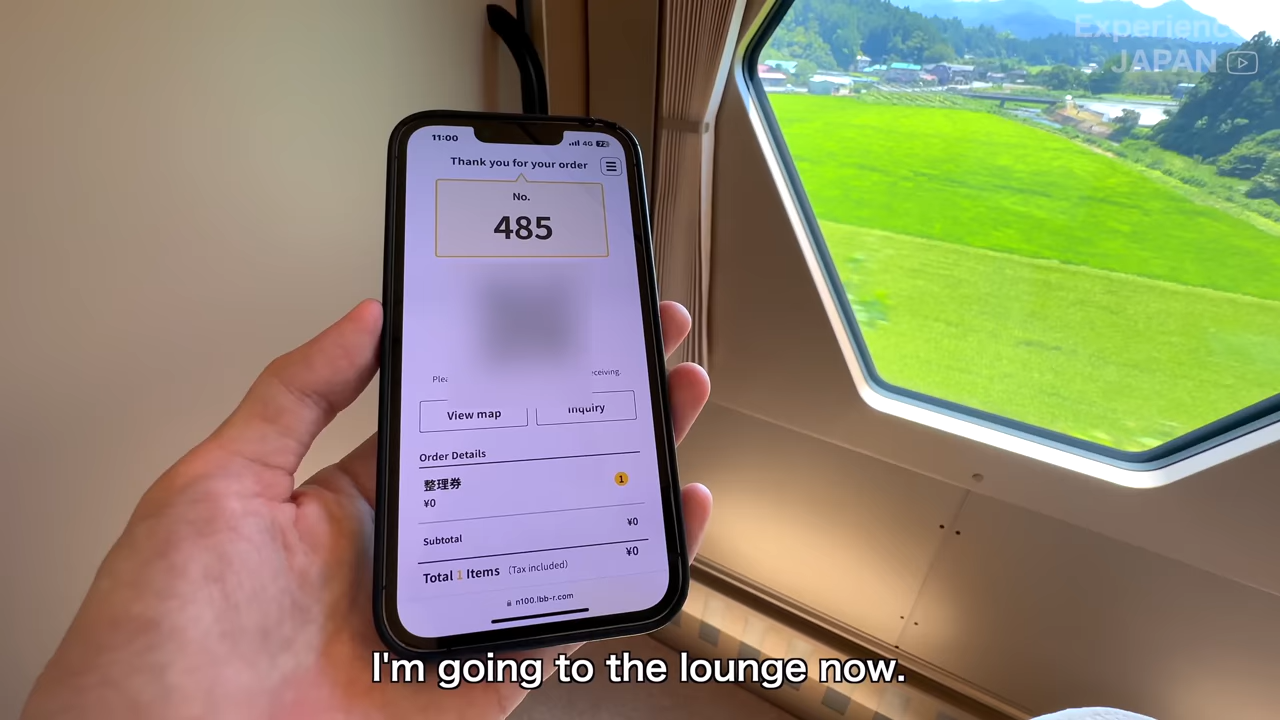 Experience
JAPAN
11:00
4G 72
Thank you for your order
No.
485
View map
Inquiry
Order Details
整理券
1
¥0
Subtotal
¥0
Total 1 Items (Tax included)
¥0
n100.lbb-r.com
I'm going to the lounge now.